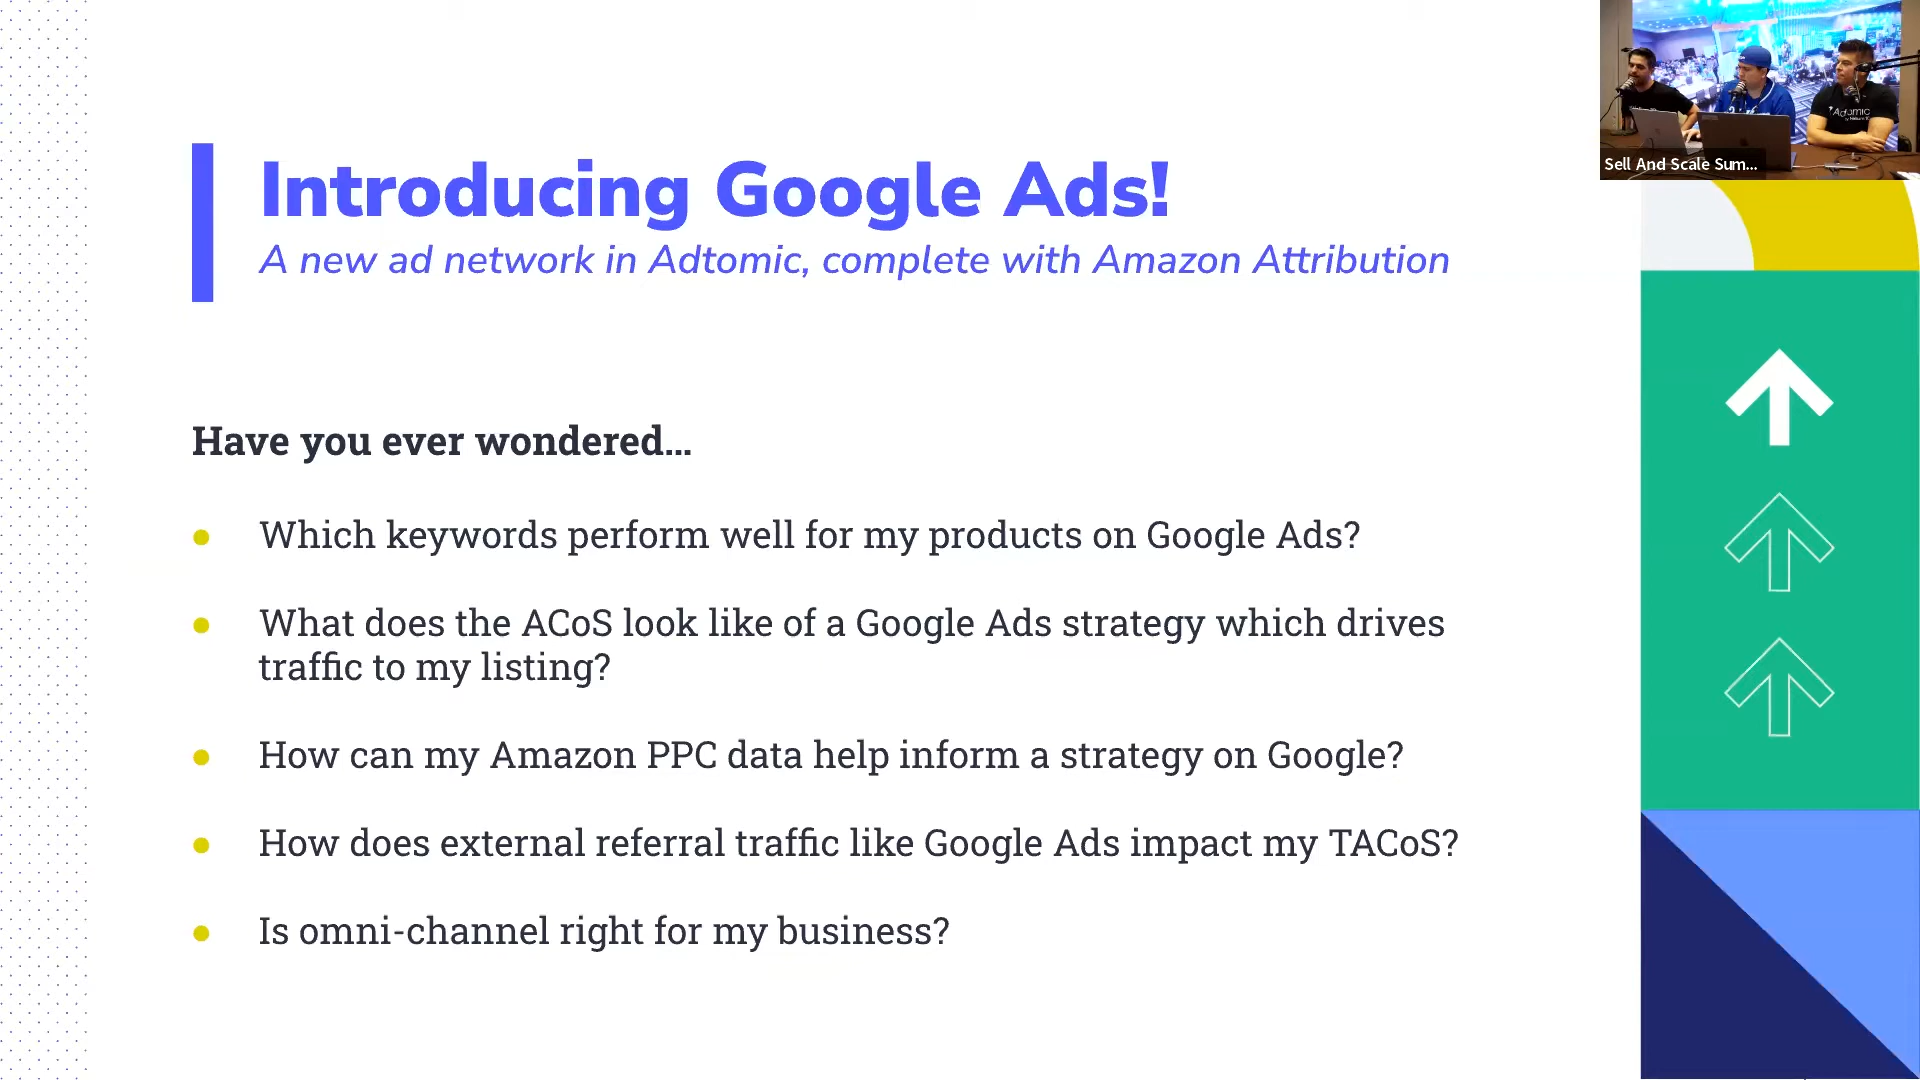 Sell And Scale Sum...
Introducing Google Ads!
A new ad network in Adtomic, complete with Amazon Attribution
Have you ever wondered...
● Which keywords perform well for my products on Google Ads?
● What does the ACoS look like of a Google Ads strategy which drives
traffic to my listing?
● How can my Amazon PPC data help inform a strategy on Google?
● How does external referral traffic like Google Ads impact my TACoS?
● Is omni-channel right for my business?
Adtomic